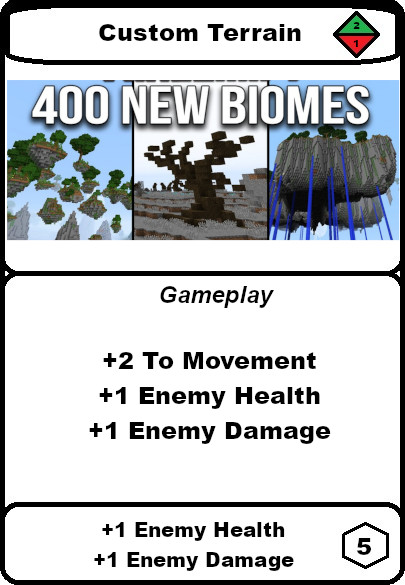 Custom Terrain
2
1
400 NEW BIOMES
Gameplay
+2 To Movement
+1 Enemy Health
+1 Enemy Damage
+1 Enemy Health
+1 Enemy Damage
5